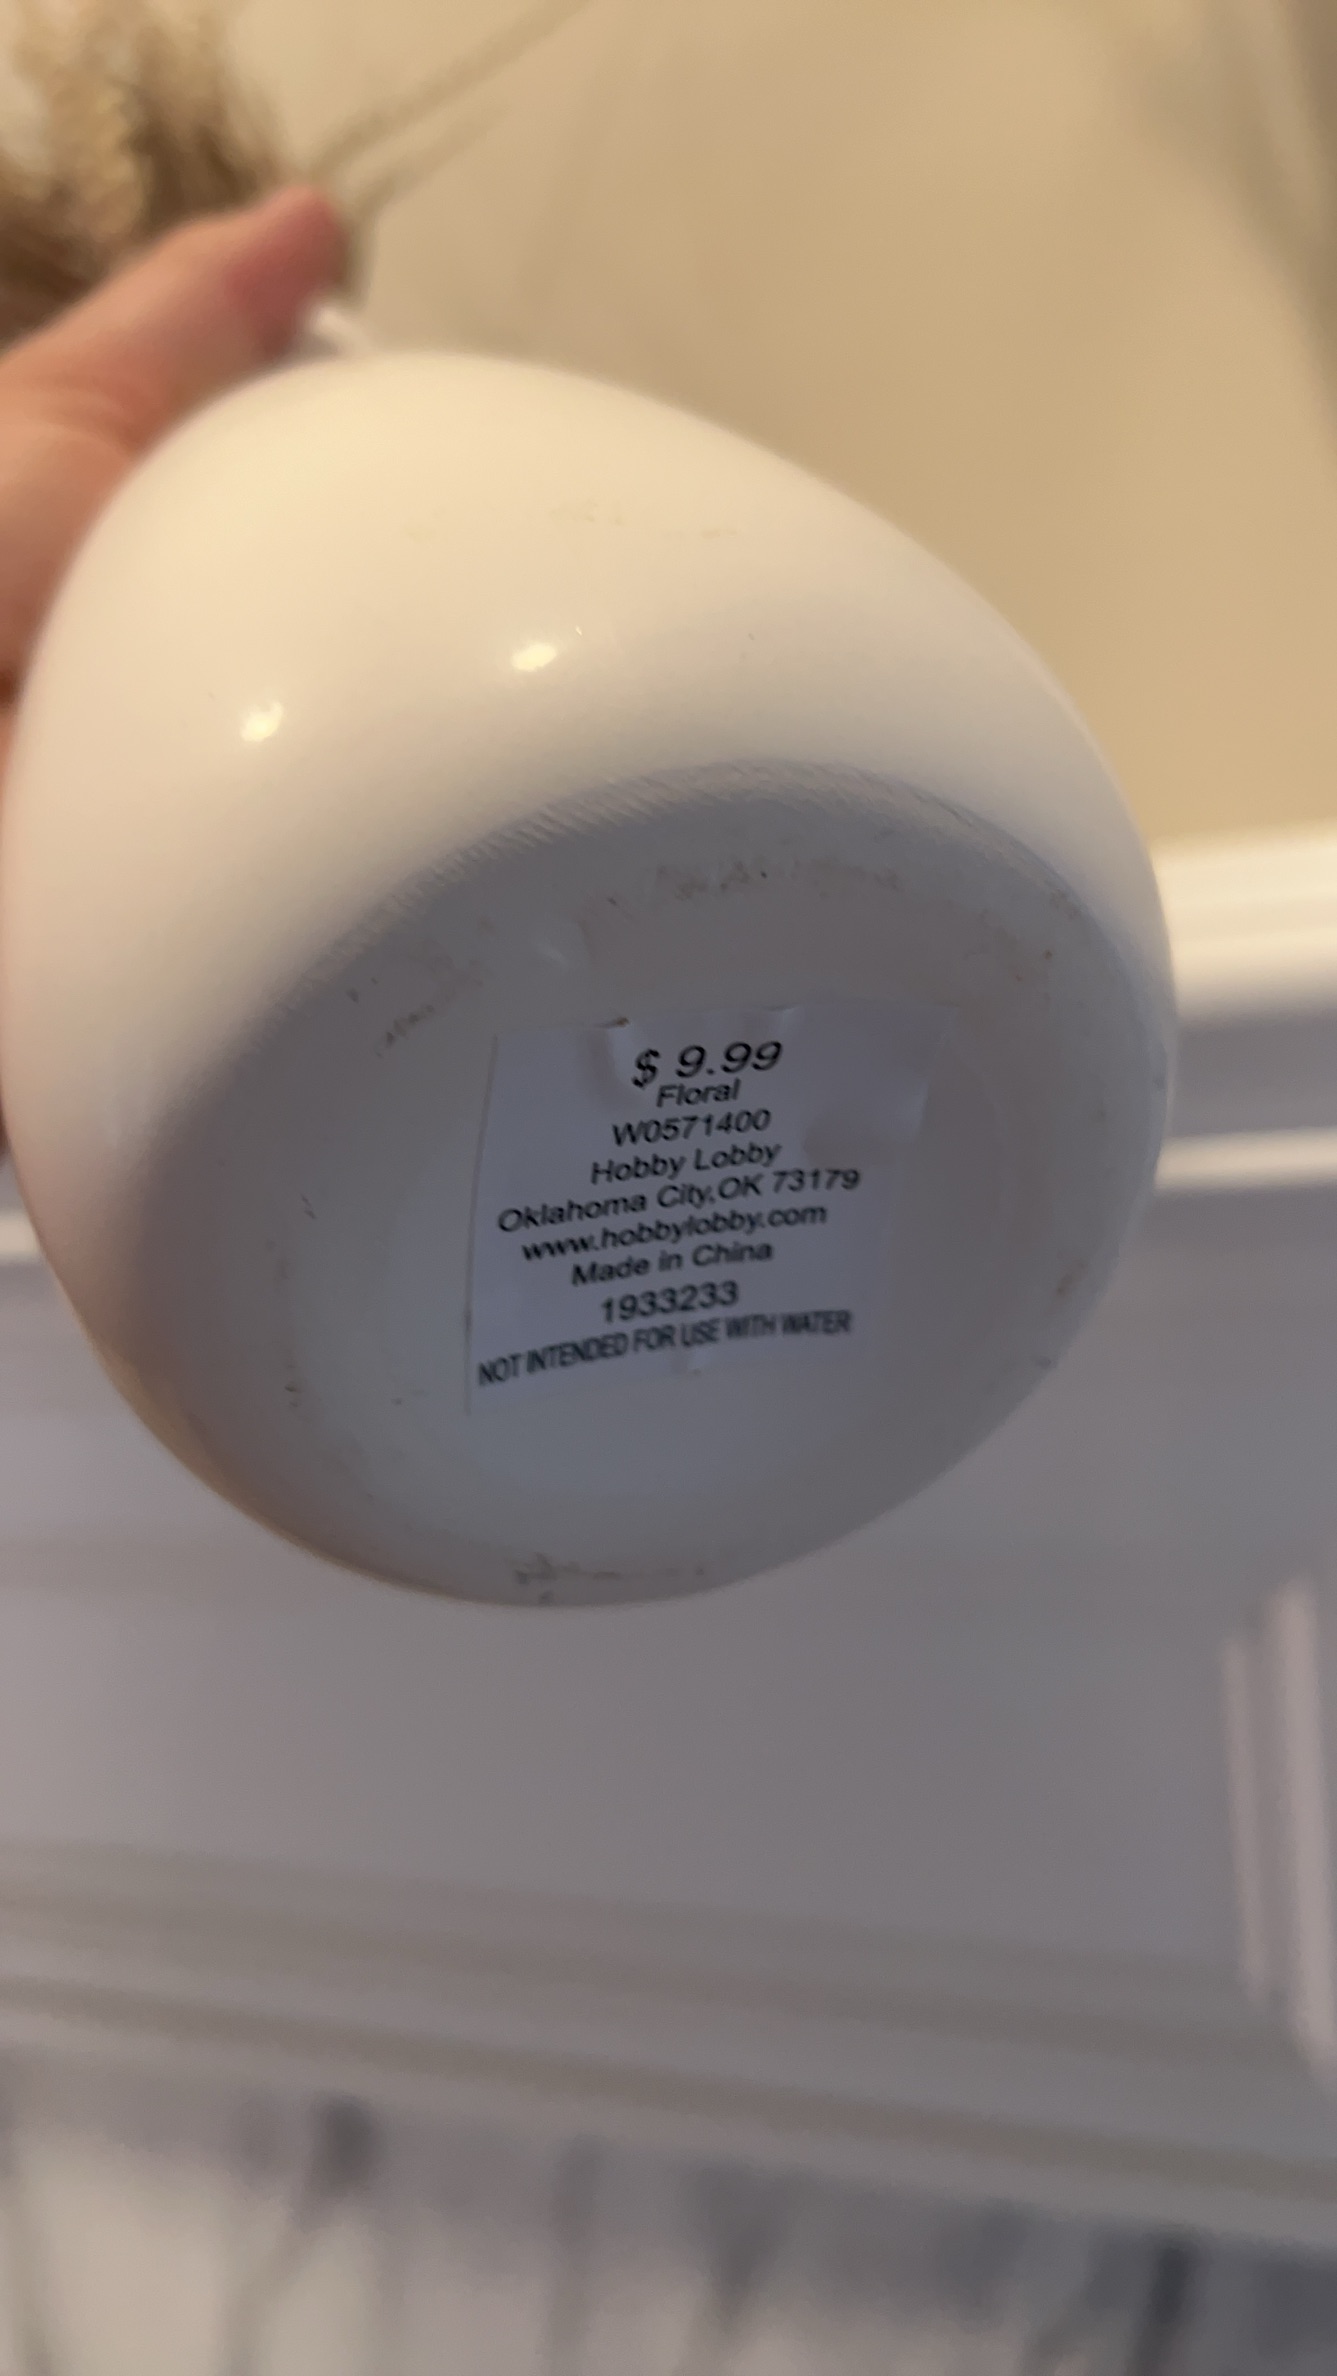 $ 9.99
Floral
W0571400
Hobby Lobby
Oklahoma City,OK 73179
www.hobbylobby.com
Made in China
1933233
NOT INTENDED FOR USE WITH WATER